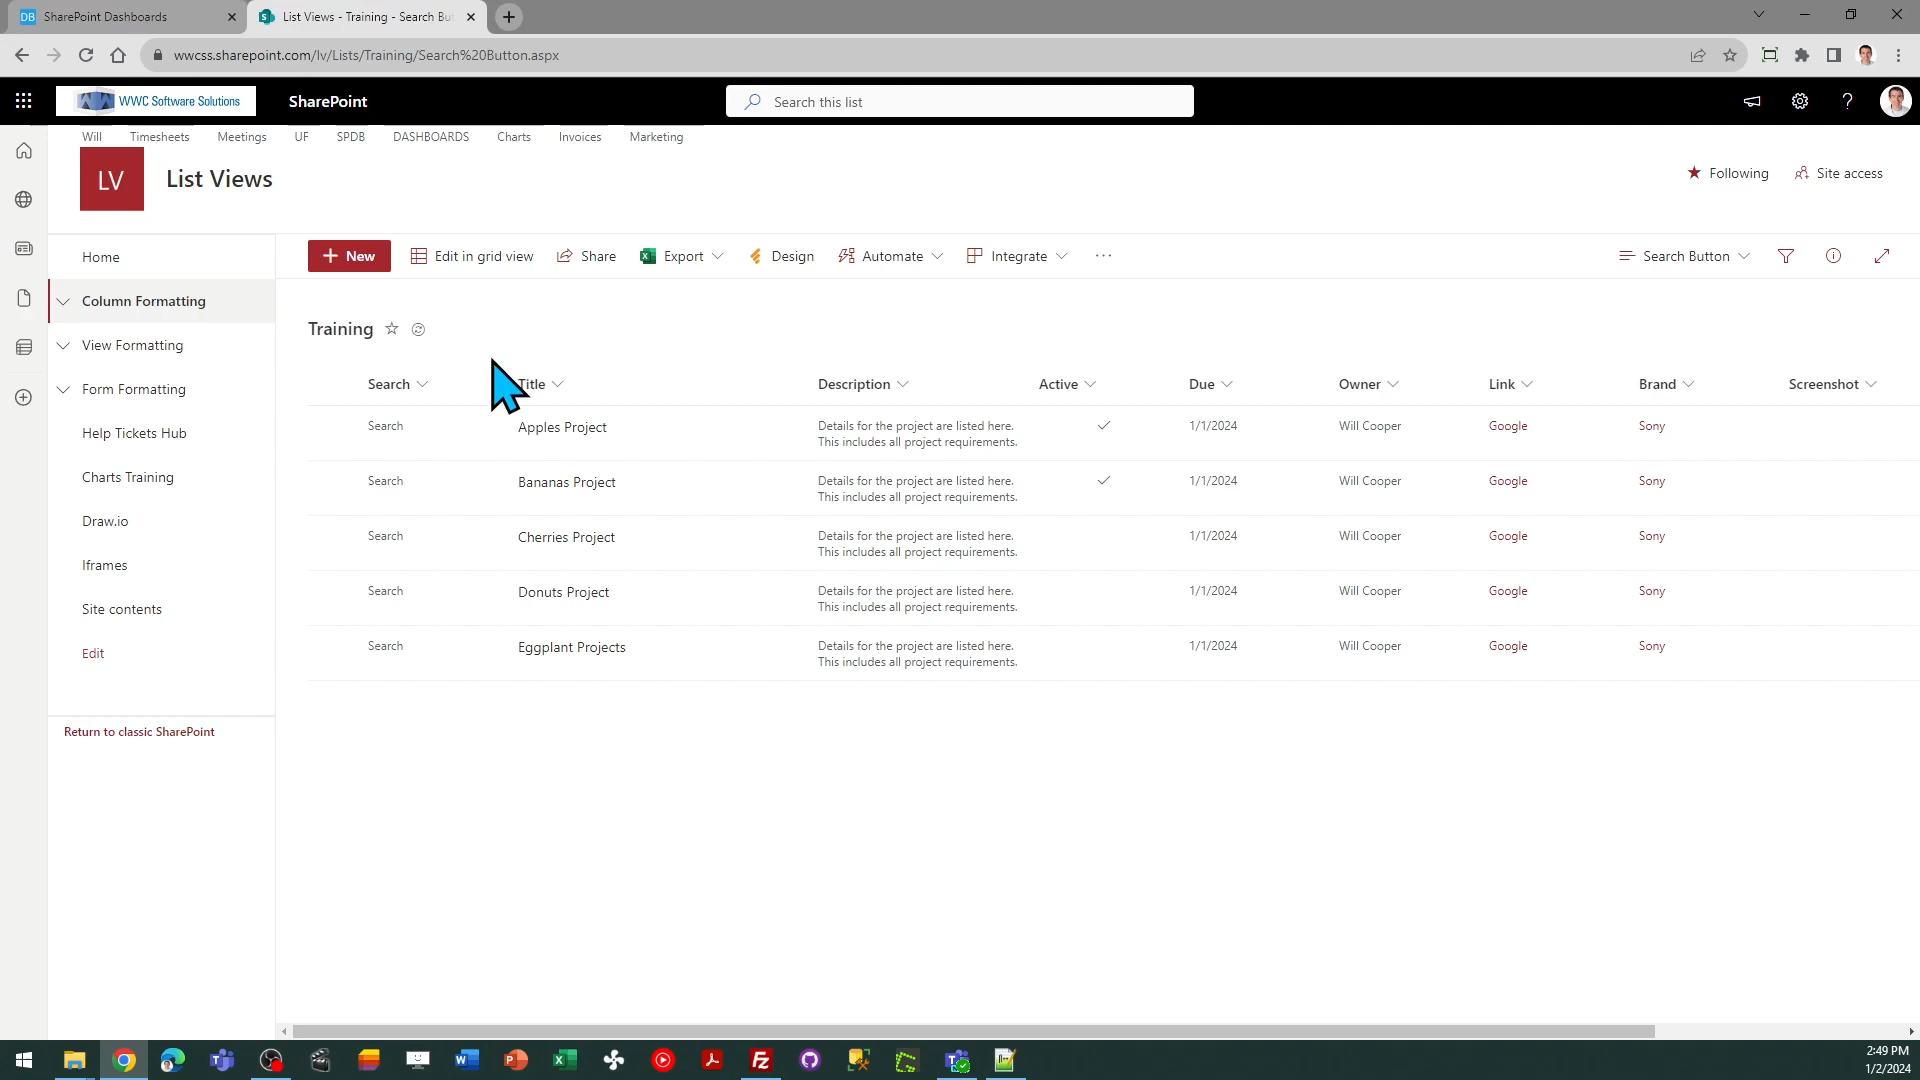 DB SharePoint Dashboards
List Views - Training - Search Bu
wwcss.sharepoint.com/lv/Lists/Training/Search%20Button.aspx
WWC Software Solutions
SharePoint
Search this list
Will Timesheets Meetings UF SPDB DASHBOARDS Charts Invoices Marketing
LV
List Views
Following
Site access
Home
Column Formatting
View Formatting
Form Formatting
Help Tickets Hub
Charts Training
Draw.io
Iframes
Site contents
Edit
Return to classic SharePoint
New Edit in grid view Share Export Design Automate Integrate ··· Search Button
Training
Search Title Description Active Due Owner Link Brand Screenshot
Search Apples Project Details for the project are listed here. 1/1/2024 Will Cooper Google Sony
This includes all project requirements.
Search Bananas Project Details for the project are listed here. 1/1/2024 Will Cooper Google Sony
This includes all project requirements.
Search Cherries Project Details for the project are listed here. 1/1/2024 Will Cooper Google Sony
This includes all project requirements.
Search Donuts Project Details for the project are listed here. 1/1/2024 Will Cooper Google Sony
This includes all project requirements.
Search Eggplant Projects Details for the project are listed here. 1/1/2024 Will Cooper Google Sony
This includes all project requirements.
2:49 PM
1/2/2024